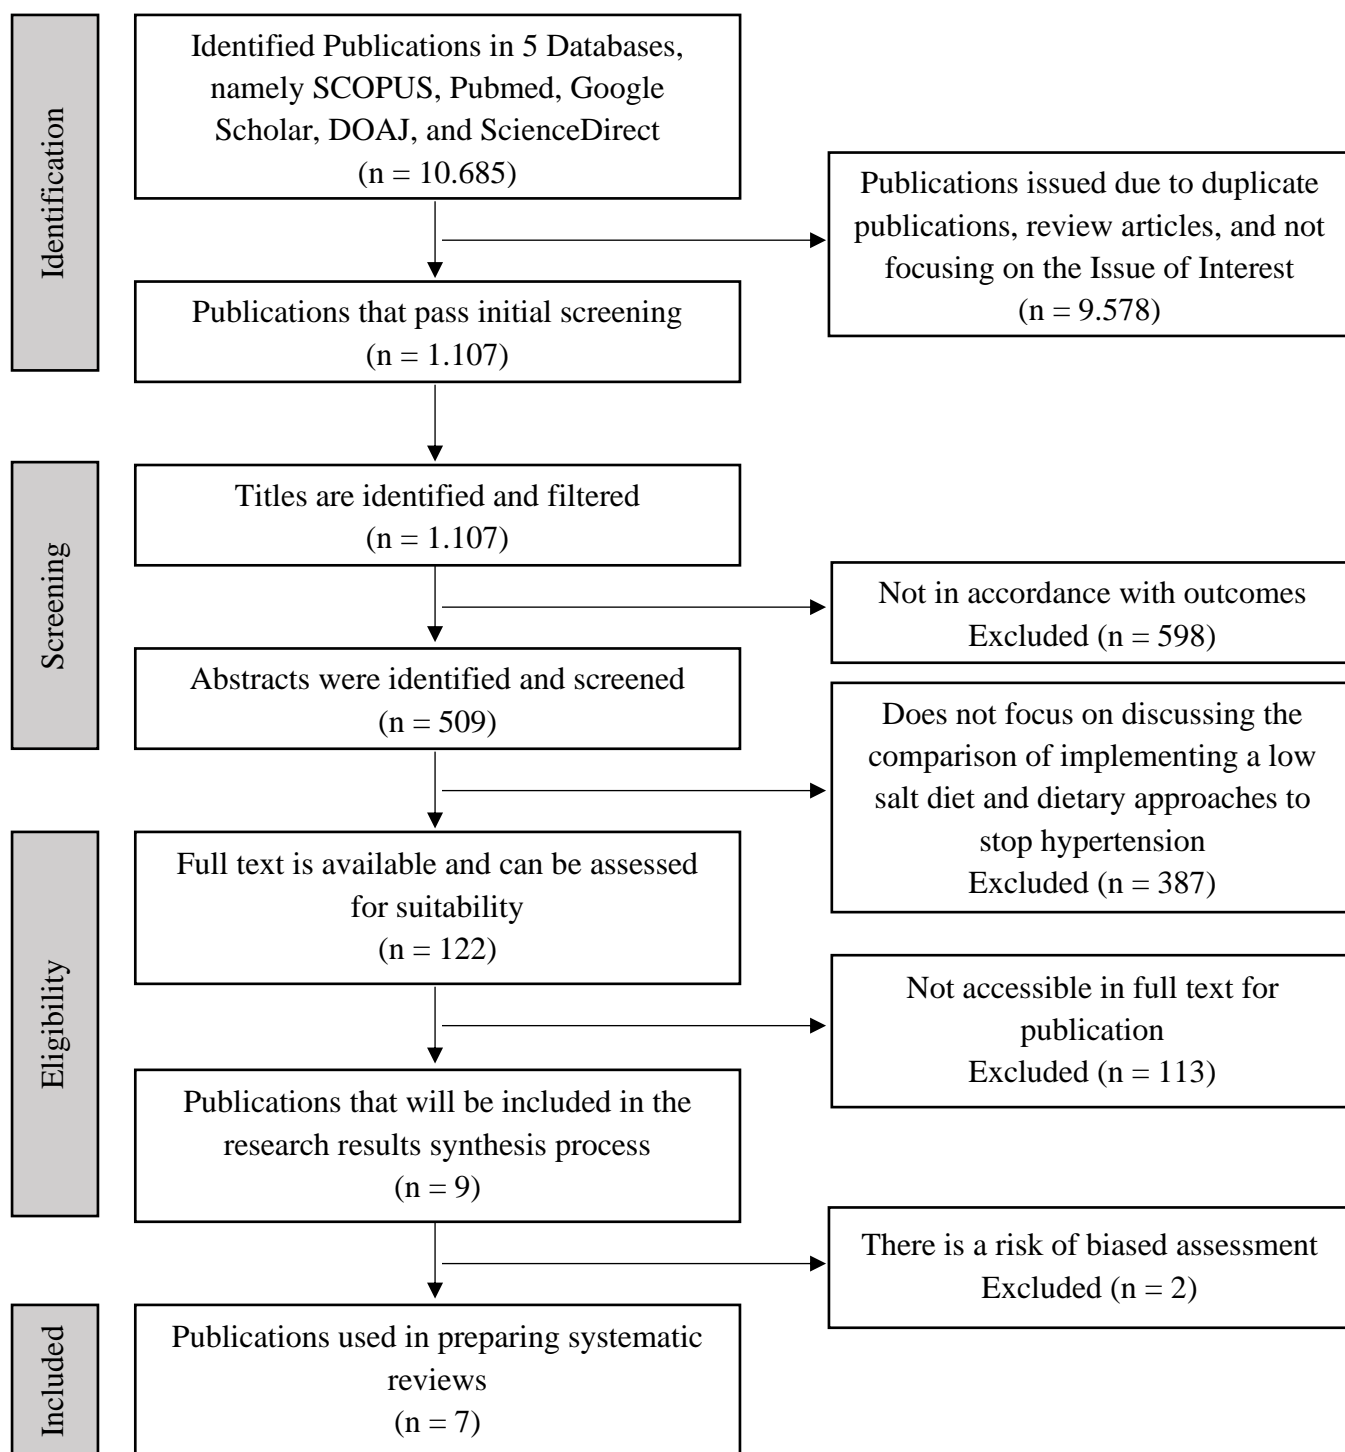 Identification
Identified Publications in 5 Databases,
namely SCOPUS, Pubmed, Google
Scholar, DOAJ, and ScienceDirect
(n = 10.685)
Publications issued due to duplicate
publications, review articles, and not
focusing on the Issue of Interest
(n = 9.578)
Publications that pass initial screening
(n = 1.107)
Screening
Titles are identified and filtered
(n = 1.107)
Not in accordance with outcomes
Excluded (n = 598)
Abstracts were identified and screened
(n = 509)
Does not focus on discussing the
comparison of implementing a low
salt diet and dietary approaches to
stop hypertension
Excluded (n = 387)
Eligibility
Full text is available and can be assessed
for suitability
(n = 122)
Not accessible in full text for
publication
Excluded (n = 113)
Publications that will be included in the
research results synthesis process
(n = 9)
There is a risk of biased assessment
Excluded (n = 2)
Included
Publications used in preparing systematic
reviews
(n = 7)